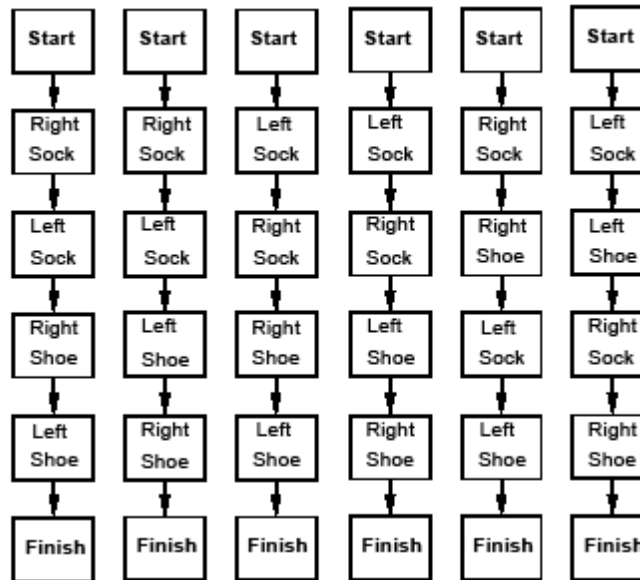 Start Start Start Start Start Start
Right Right Left Left Right Left
Sock Sock Sock Sock Sock Sock
Left Left Right Right Right Left
Sock Sock Sock Sock Shoe Shoe
Right Left Right Left Left Right
Shoe Shoe Shoe Shoe Sock Sock
Left Right Left Right Left Right
Shoe Shoe Shoe Shoe Shoe Shoe
Finish Finish Finish Finish Finish Finish